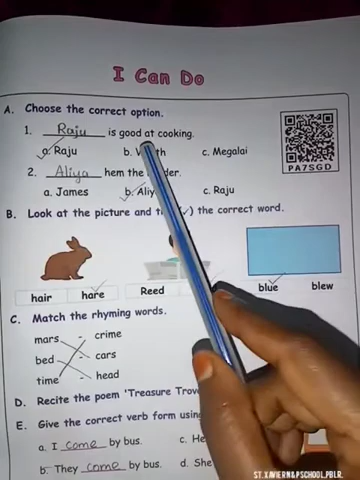 I Can Do
A. Choose the correct option.
1. Raju is good at cooking.
a. Raju b. c. Megalai
PA7SGD
2. Aliya hem the
a. James b. c. Raju
B. Look at the picture and the correct word.
hair hare Reed blue blew
C. Match the rhyming words.
mars - crime
bed - cars
time - head
D. Recite the poem 'Treasure
E. Give the correct verb form using
a. I come by bus. c. He
b. They come by bus. d. She
ST.XAVIERN&PSCHOOL,PBLR.